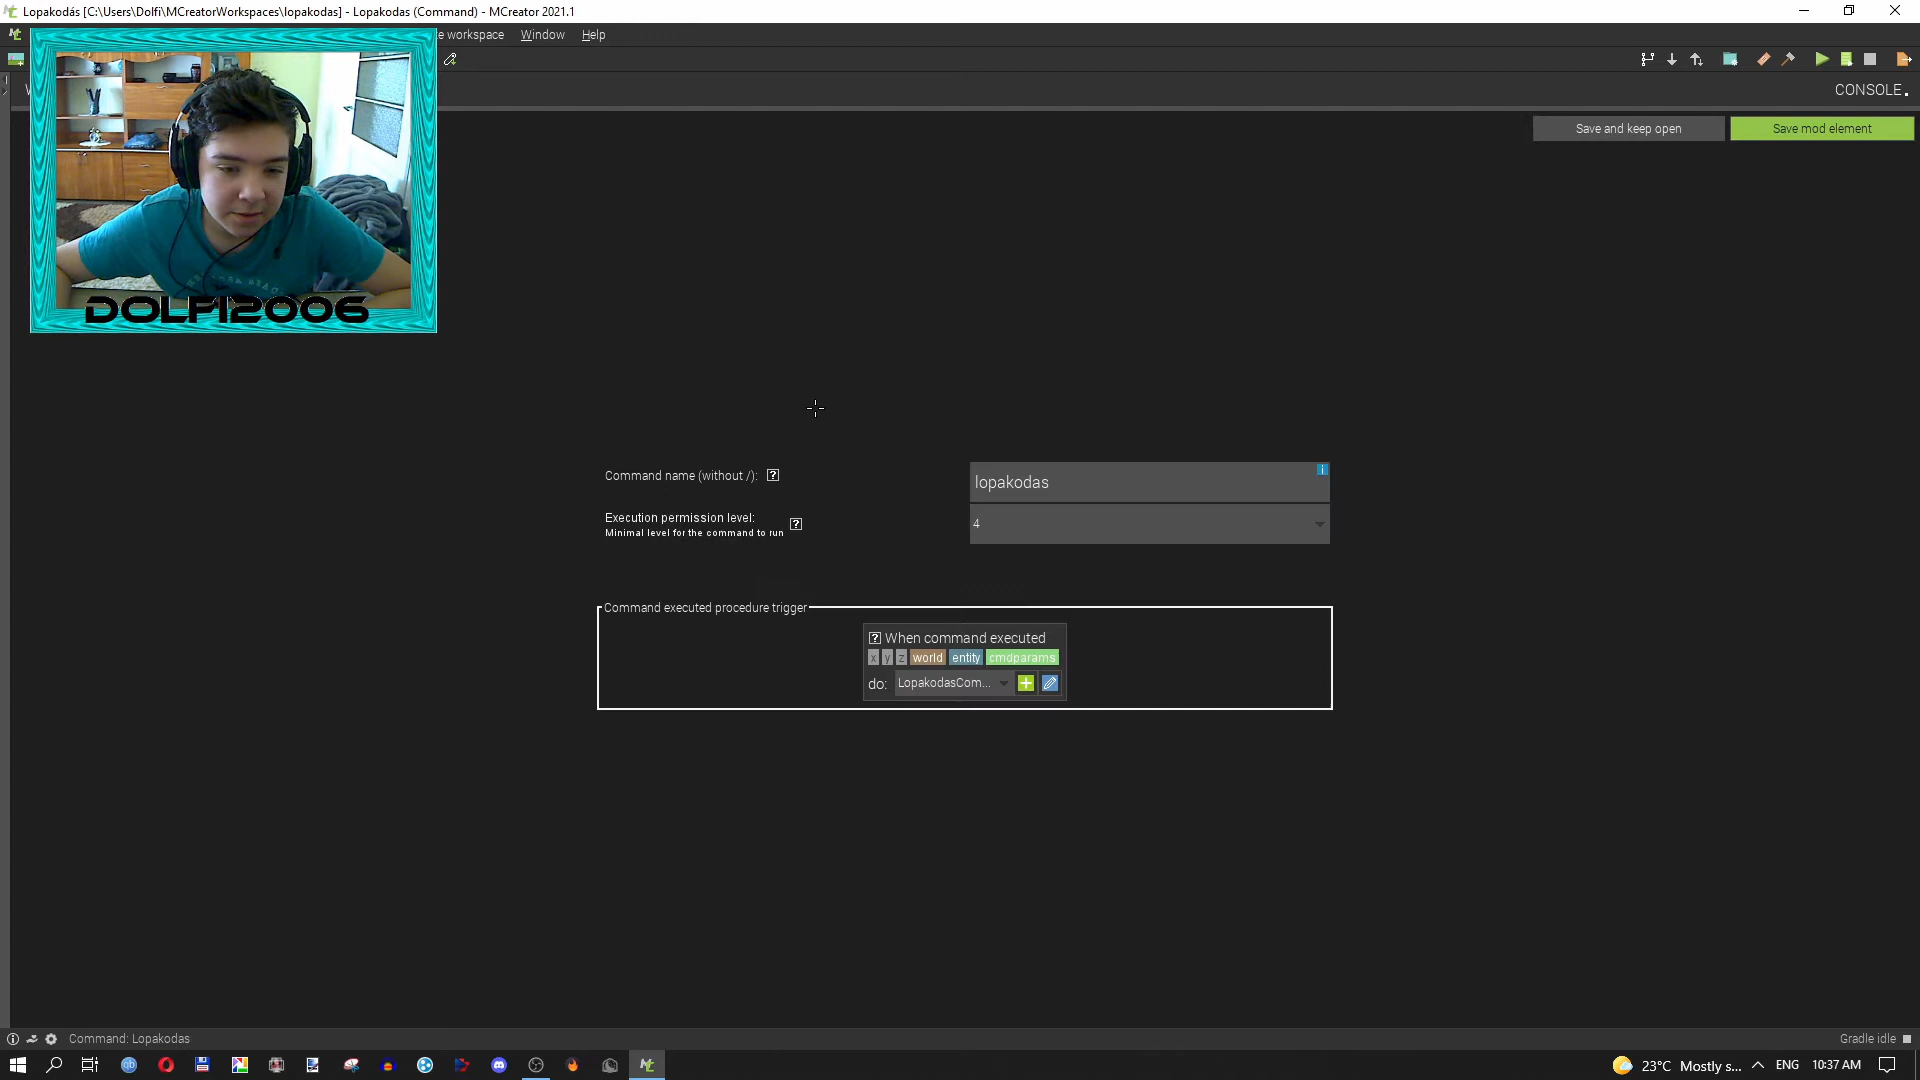 Lopakodás [C:\Users\Dolfi\MCreatorWorkspaces\lopakodas] - Lopakodas (Command) - MCreator 2021.1
workspace Window Help
CONSOLE.
Save and keep open
Save mod element
DOLFI2006
Command name (without /): ?
lopakodas
i
Execution permission level: ?
Minimal level for the command to run
4
Command executed procedure trigger
? When command executed
x y z world entity cmdparams
do: LopakodasCom...
Command: Lopakodas
Gradle idle
23°C Mostly s...
ENG
10:37 AM